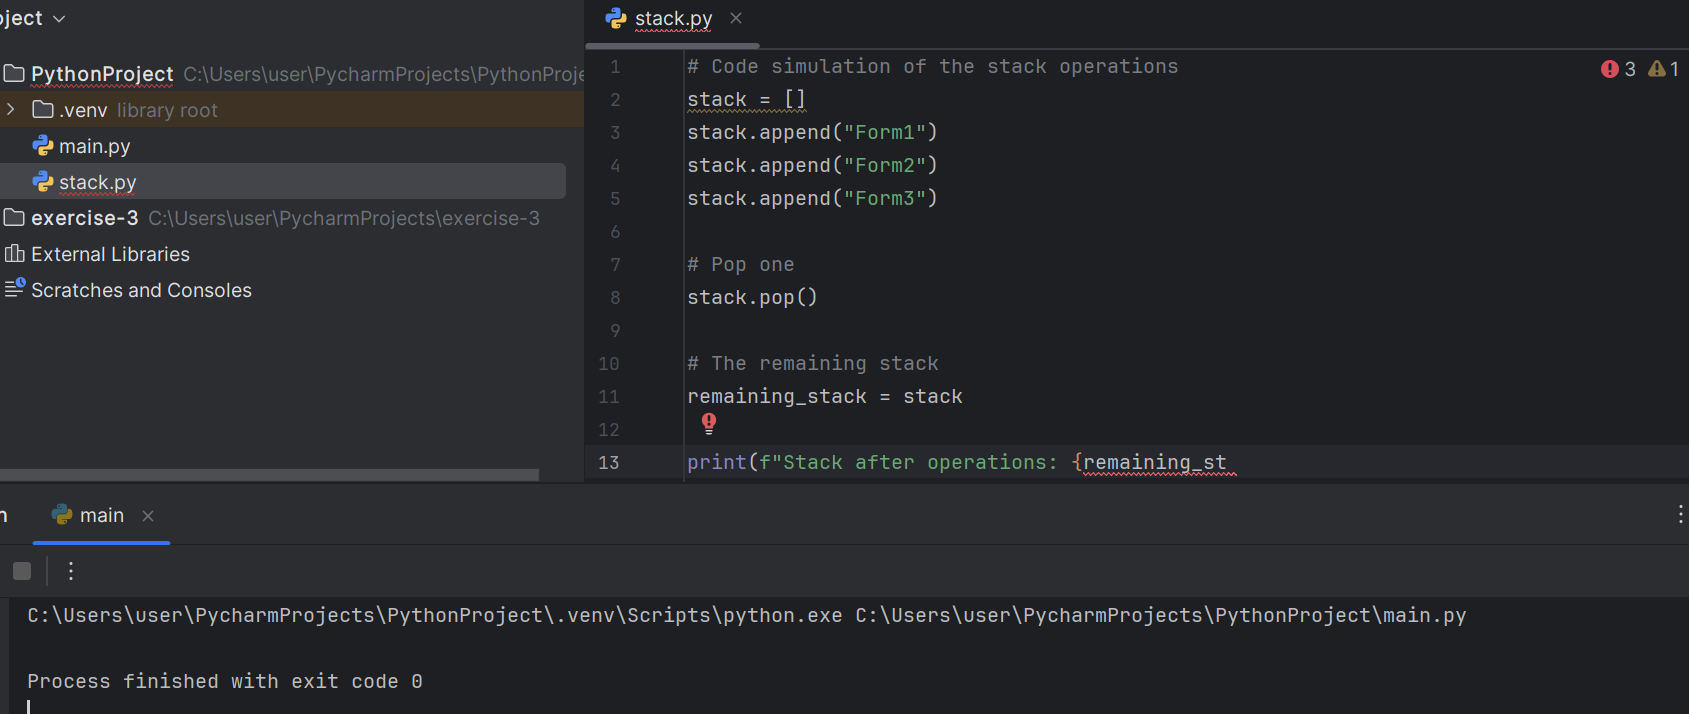 oject
PythonProject C:\Users\user\PycharmProjects\PythonProje
.venv library root
main.py
stack.py
exercise-3 C:\Users\user\PycharmProjects\exercise-3
External Libraries
Scratches and Consoles
stack.py
3 1
1 # Code simulation of the stack operations
2 stack = []
3 stack.append("Form1")
4 stack.append("Form2")
5 stack.append("Form3")
6
7 # Pop one
8 stack.pop()
9
10 # The remaining stack
11 remaining_stack = stack
12
13 print(f"Stack after operations: {remaining_st
n main
C:\Users\user\PycharmProjects\PythonProject\.venv\Scripts\python.exe C:\Users\user\PycharmProjects\PythonProject\main.py
Process finished with exit code 0